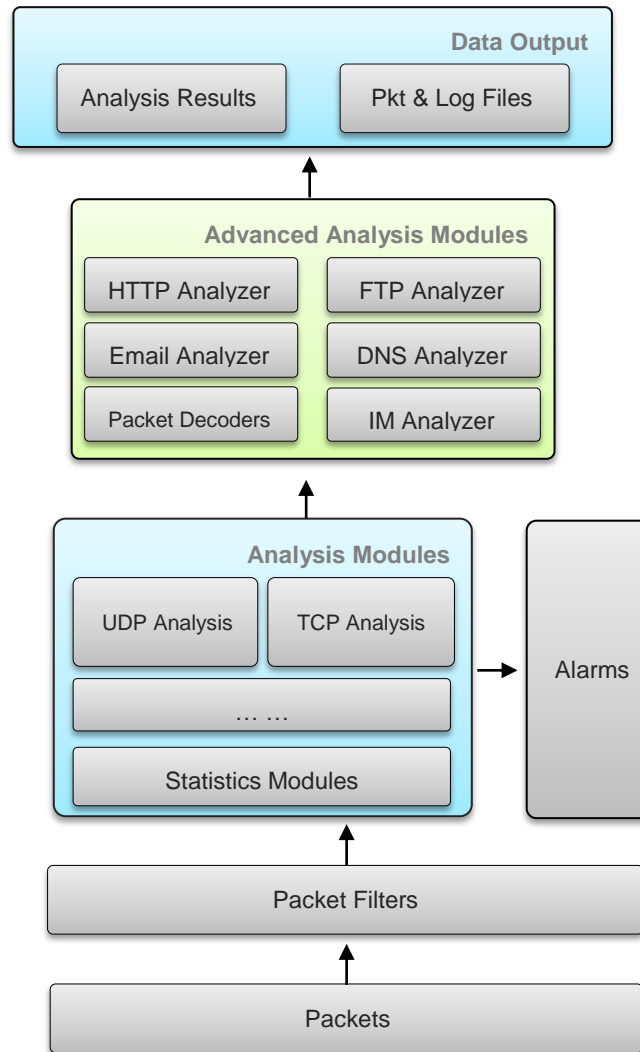 Data Output
Analysis Results
Pkt & Log Files
Advanced Analysis Modules
HTTP Analyzer
FTP Analyzer
Email Analyzer
DNS Analyzer
Packet Decoders
IM Analyzer
Analysis Modules
UDP Analysis
TCP Analysis
... ...
Statistics Modules
Alarms
Packet Filters
Packets